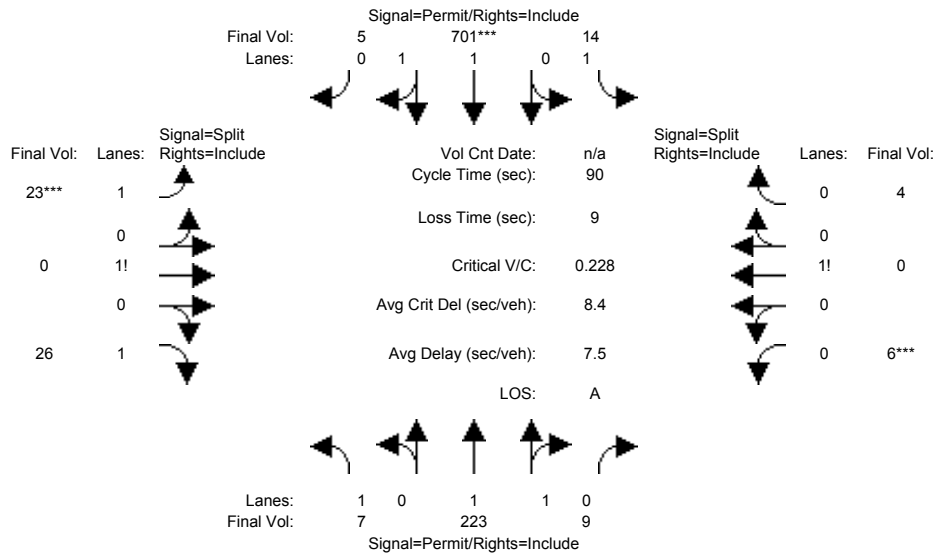 Signal=Permit/Rights=Include
Final Vol: 5 701*** 14
Lanes: 0 1 1 0 1
Signal=Split
Final Vol: Lanes: Rights=Include
Vol Cnt Date: n/a
Signal=Split
Rights=Include Lanes: Final Vol:
Cycle Time (sec): 90
23*** 1
0 4
Loss Time (sec): 9
0
0
0 1!
Critical V/C: 0.228
1! 0
0
Avg Crit Del (sec/veh): 8.4
0
26 1
Avg Delay (sec/veh): 7.5
0 6***
LOS: A
Lanes: 1 0 1 1 0
Final Vol: 7 223 9
Signal=Permit/Rights=Include